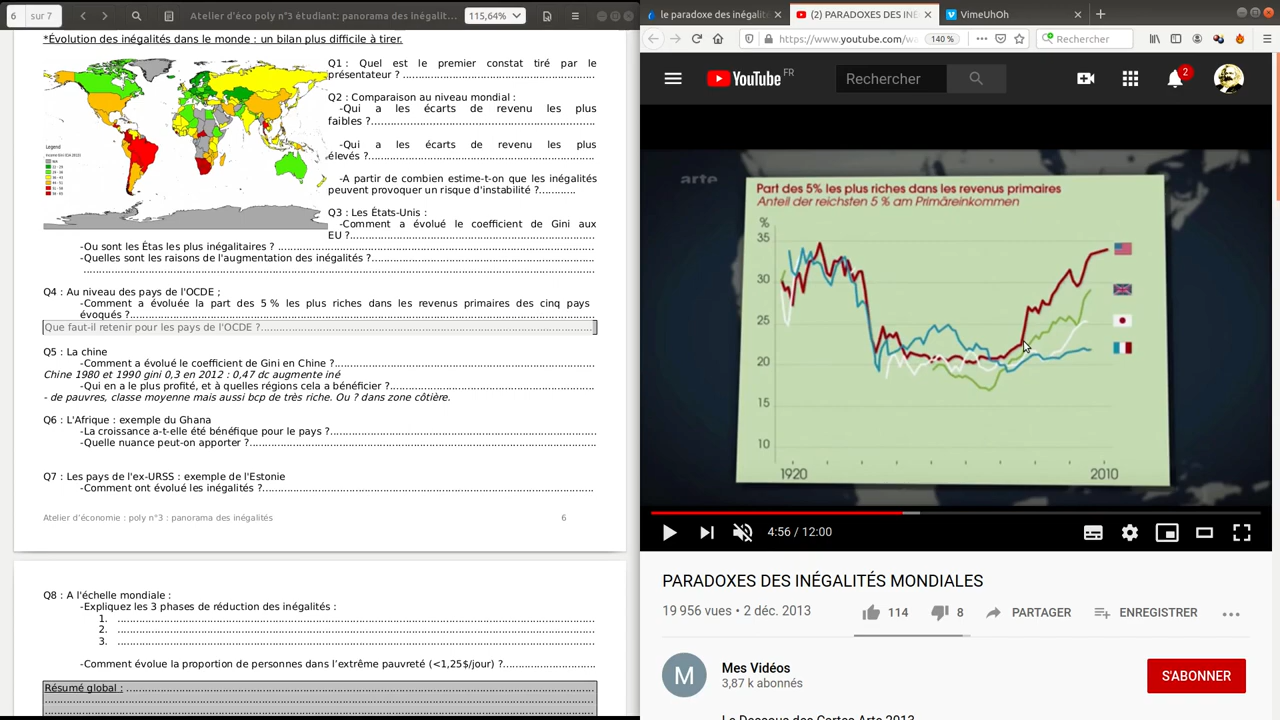 6 sur 7
Atelier d'éco poly n°3 étudiant: panorama des inégalit...
115,64%
*Évolution des inégalités dans le monde : un bilan plus difficile à tirer.
Q1 : Quel est le premier constat tiré par le
présentateur ? ............................................................
Q2 : Comparaison au niveau mondial :
-Qui a les écarts de revenu les plus
faibles ?......................................................................
-Qui a les écarts de revenu les plus
élevés ?......................................................................
-A partir de combien estime-t-on que les inégalités
peuvent provoquer un risque d'instabilité ?............
Q3 : Les États-Unis :
-Comment a évolué le coefficient de Gini aux
EU ?............................................................................
-Ou sont les Étas les plus inégalitaires ? ....................................................................................................
-Quelles sont les raisons de l'augmentation des inégalités ?......................................................................
..................................................................................................................................................................
Legend
Q4 : Au niveau des pays de l'OCDE ;
-Comment a évoluée la part des 5 % les plus riches dans les revenus primaires des cinq pays
évoqués ?..................................................................................................................................................
Que faut-il retenir pour les pays de l'OCDE ?.........................................................................................................
Q5 : La chine
-Comment a évolué le coefficient de Gini en Chine ?..................................................................................
Chine 1980 et 1990 gini 0,3 en 2012 : 0,47 dc augmente iné
-Qui en a le plus profité, et à quelles régions cela a bénéficier ?................................................................
- de pauvres, classe moyenne mais aussi bcp de très riche. Ou ? dans zone côtière.
Q6 : L'Afrique : exemple du Ghana
-La croissance a-t-elle été bénéfique pour le pays ?....................................................................................
-Quelle nuance peut-on apporter ?..............................................................................................................
Q7 : Les pays de l'ex-URSS : exemple de l'Estonie
-Comment ont évolué les inégalités ?.........................................................................................................
Atelier d'économie : poly n°3 : panorama des inégalités
6
Q8 : A l'échelle mondiale :
-Expliquez les 3 phases de réduction des inégalités :
1. ......................................................................................................................................................
2. ......................................................................................................................................................
3. ......................................................................................................................................................
-Comment évolue la proportion de personnes dans l'extrême pauvreté (<1,25$/jour) ?.............................
Résumé global : ....................................................................................................................................................
le paradoxe des inégalité
(2) PARADOXES DES INÉ
VimeUhOh
https://www.youtube.com/wa
140 %
Rechercher
YouTube FR
Rechercher
2
arte
Part des 5% les plus riches dans les revenus primaires
Anteil der reichsten 5 % am Primäreinkommen
%
35
30
25
20
15
10
1920
2010
4:56 / 12:00
PARADOXES DES INÉGALITÉS MONDIALES
19 956 vues • 2 déc. 2013
114
8
PARTAGER
ENREGISTRER
M
Mes Vidéos
3,87 k abonnés
S'ABONNER
Le Dessous des Cartes Arte 2013